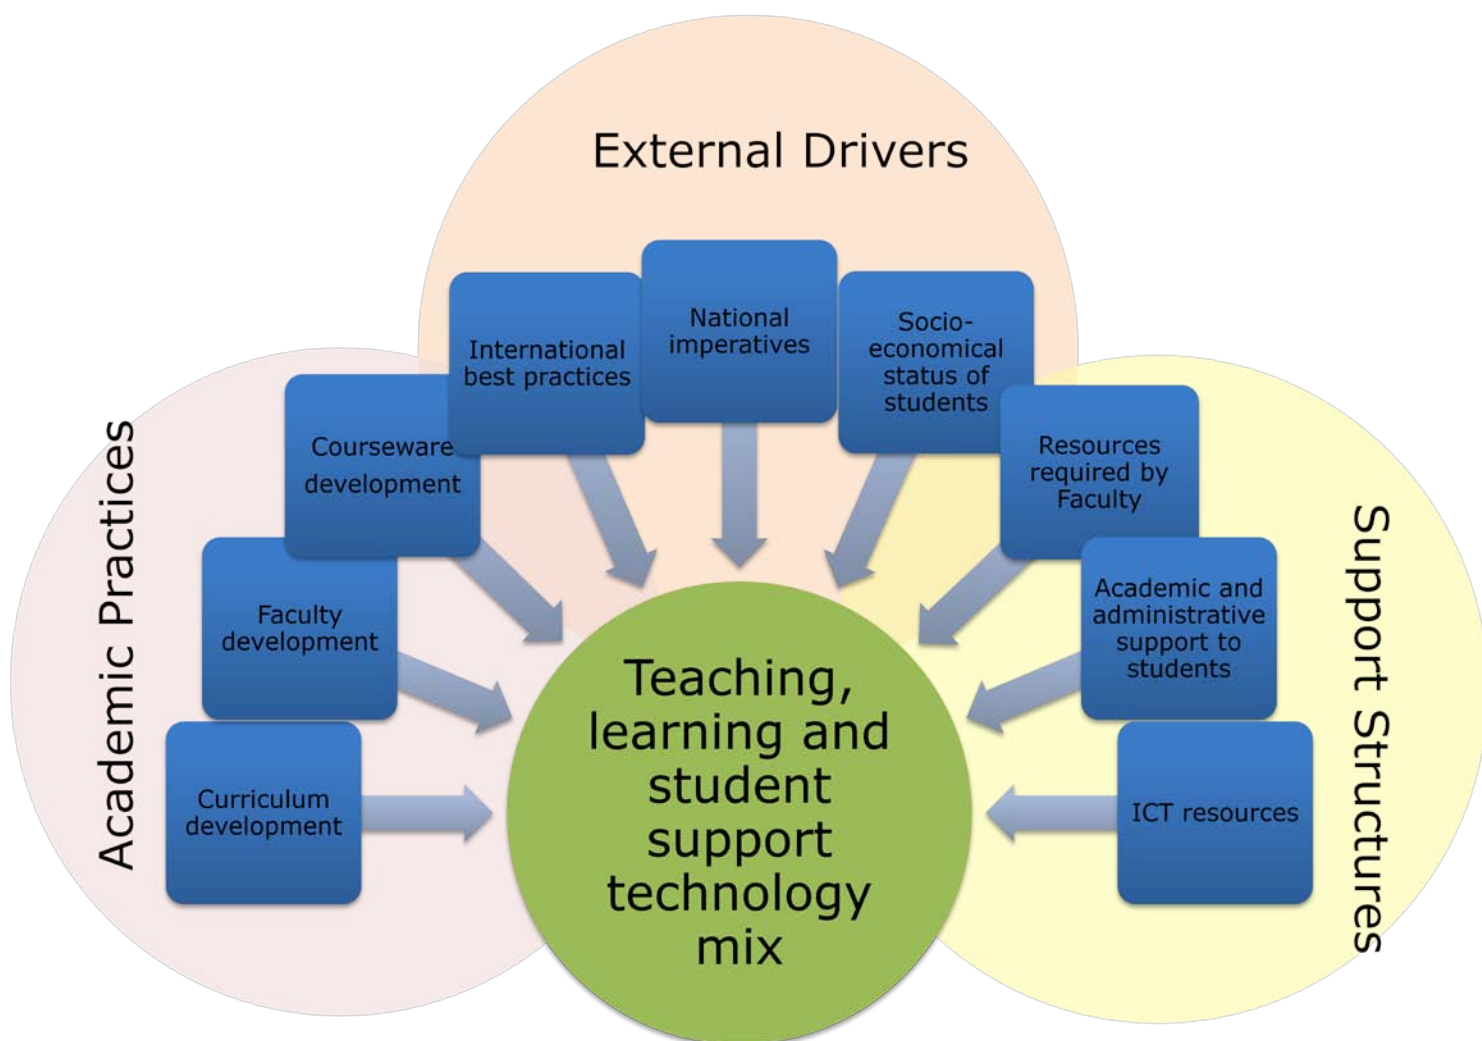 External Drivers
National
imperatives
International
best practices
Socio-
economical
status of
students
Courseware
development
Resources
required by
Faculty
Faculty
development
Academic and
administrative
support to
students
Curriculum
development
ICT resources
Academic Practices
Support Structures
Teaching,
learning and
student
support
technology
mix